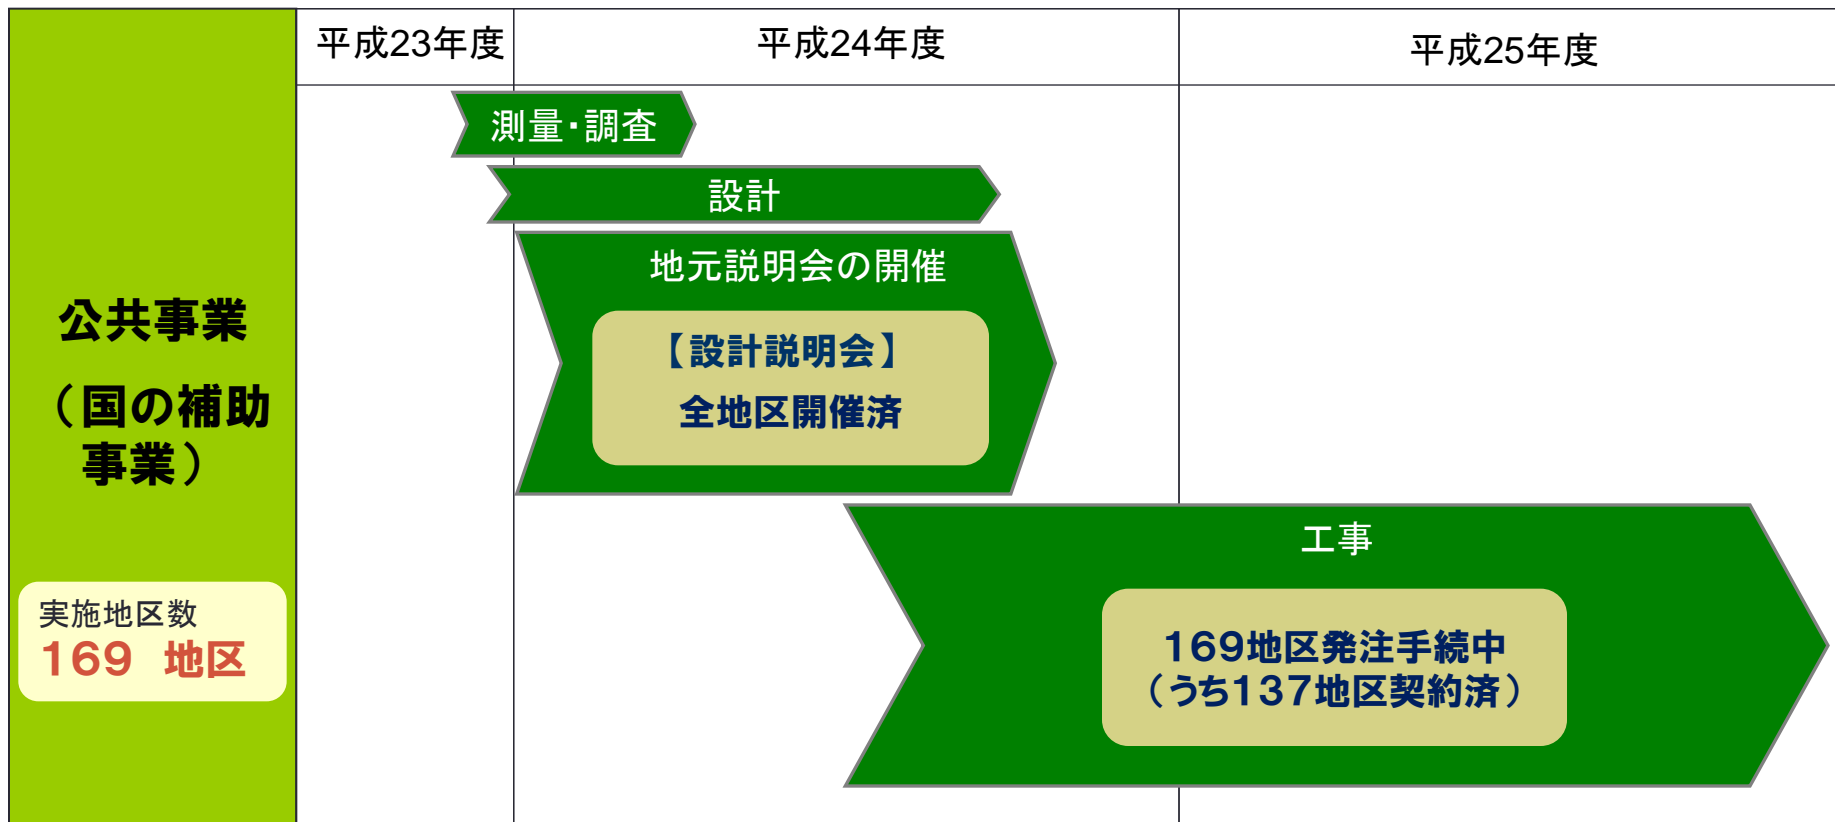 平成23年度
平成24年度
平成25年度
公共事業
（国の補助
事業）
実施地区数
169 地区
測量・調査
設計
地元説明会の開催
【設計説明会】
全地区開催済
工事
169地区発注手続中
（うち137地区契約済）